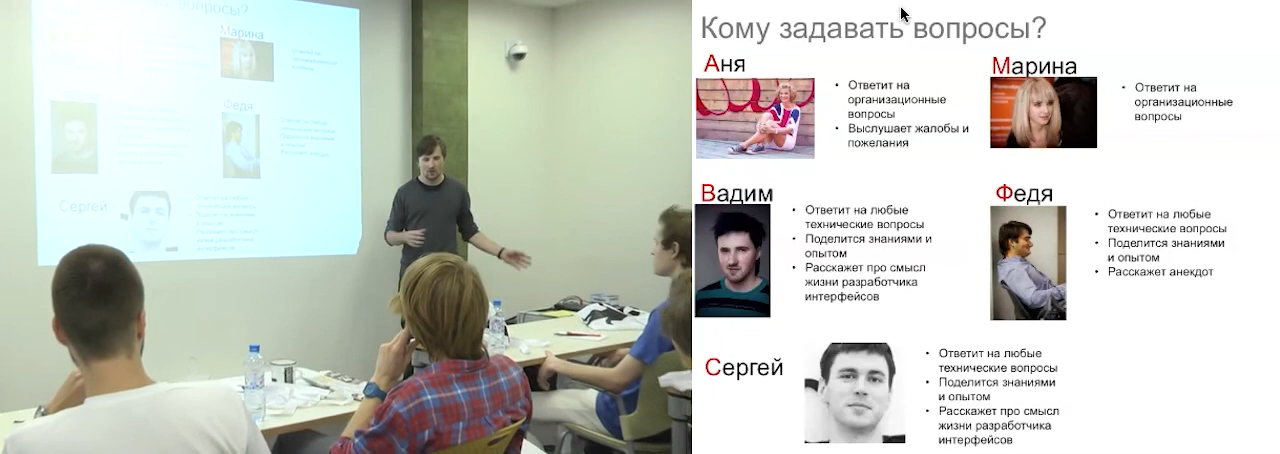 вопросы?
Марина
Федя
Сергей
Кому задавать вопросы?
Аня
Ответит на
организационные
вопросы
Выслушает жалобы и
пожелания
Марина
Ответит на
организационные
вопросы
Вадим
Ответит на любые
технические вопросы
Поделится знаниями и
опытом
Расскажет про смысл
жизни разработчика
интерфейсов
Федя
Ответит на любые
технические вопросы
Поделится знаниями
и опытом
Расскажет анекдот
Сергей
Ответит на любые
технические вопросы
Поделится знаниями
и опытом
Расскажет про смысл
жизни разработчика
интерфейсов